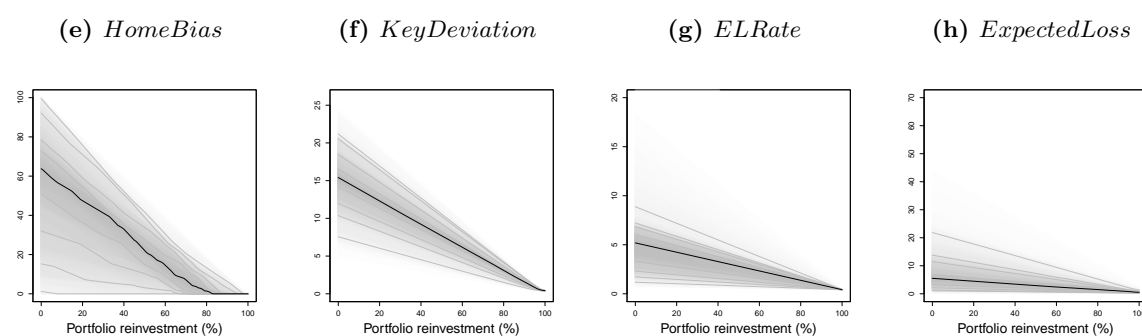 (e) HomeBias
(f) KeyDeviation
(g) ELRate
(h) ExpectedLoss
100
80
60
40
20
0
0 20 40 60 80 100
Portfolio reinvestment (%)
25
20
15
10
5
0
0 20 40 60 80 100
Portfolio reinvestment (%)
20
15
10
5
0
0 20 40 60 80 100
Portfolio reinvestment (%)
70
60
50
40
30
20
10
0
0 20 40 60 80 100
Portfolio reinvestment (%)